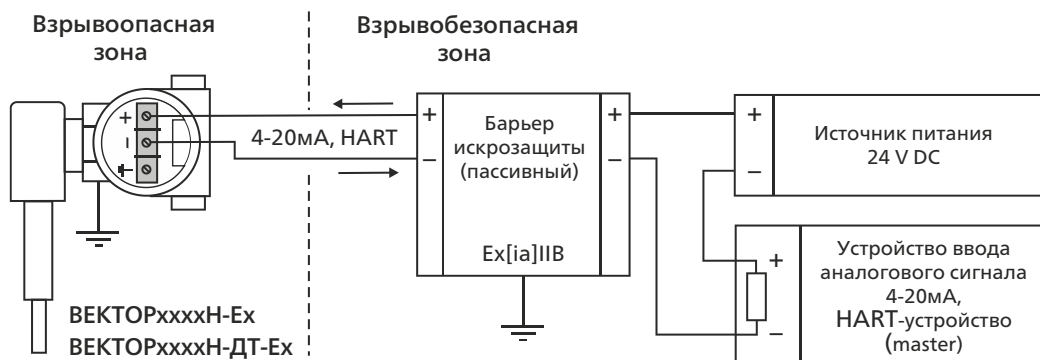 Взрывоопасная
зона
Взрывобезопасная
зона
+
−
4-20мА, HART
+
−
Барьер
искрозащиты
(пассивный)
Ex[ia]IIB
+
−
+
−
Источник питания
24 V DC
+
−
Устройство ввода
аналогового сигнала
4-20мА,
HART-устройство
(master)
ВЕКТОРxxxxН-Ex
ВЕКТОРxxxxН-ДТ-Ex